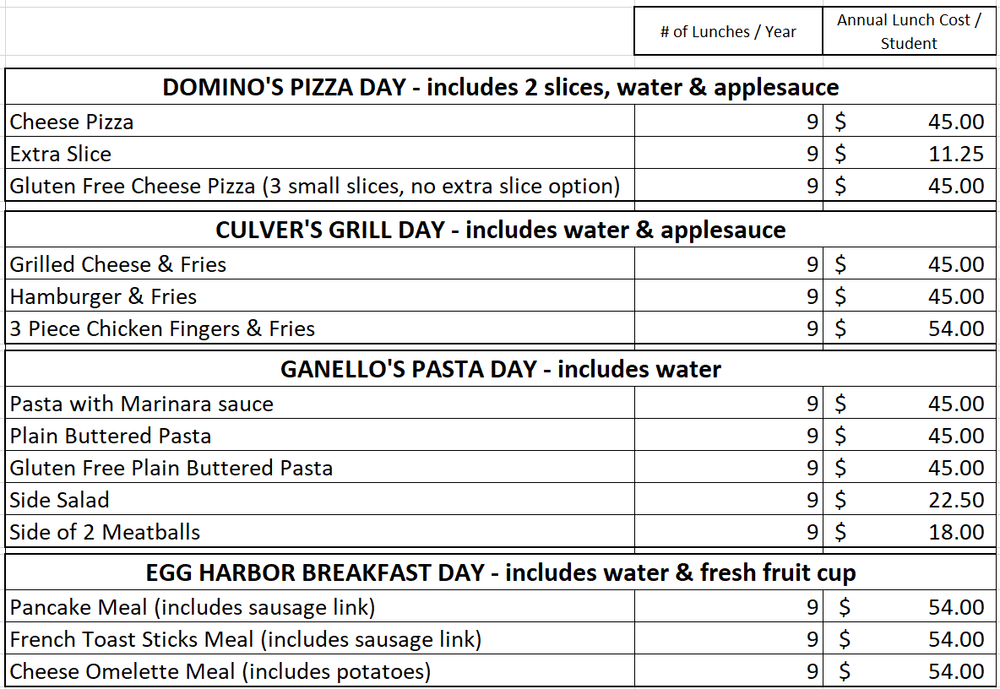 # of Lunches / Year Annual Lunch Cost /
Student
DOMINO'S PIZZA DAY - includes 2 slices, water & applesauce
Cheese Pizza 9 $ 45.00
Extra Slice 9 $ 11.25
Gluten Free Cheese Pizza (3 small slices, no extra slice option) 9 $ 45.00
CULVER'S GRILL DAY - includes water & applesauce
Grilled Cheese & Fries 9 $ 45.00
Hamburger & Fries 9 $ 45.00
3 Piece Chicken Fingers & Fries 9 $ 54.00
GANELLO'S PASTA DAY - includes water
Pasta with Marinara sauce 9 $ 45.00
Plain Buttered Pasta 9 $ 45.00
Gluten Free Plain Buttered Pasta 9 $ 45.00
Side Salad 9 $ 22.50
Side of 2 Meatballs 9 $ 18.00
EGG HARBOR BREAKFAST DAY - includes water & fresh fruit cup
Pancake Meal (includes sausage link) 9 $ 54.00
French Toast Sticks Meal (includes sausage link) 9 $ 54.00
Cheese Omelette Meal (includes potatoes) 9 $ 54.00